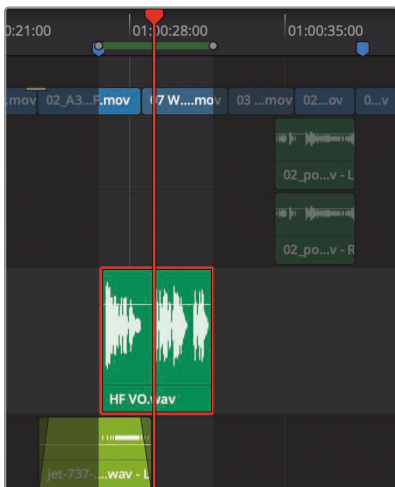 0:21:00
01:00:28:00
01:00:35:00
.mov
02_A3...F.mov
07 W....mov
03 ...mov
02...ov
0...v
02_po...v - L
02_po...v - R
HF VO.wav
jet-737-....wav - L